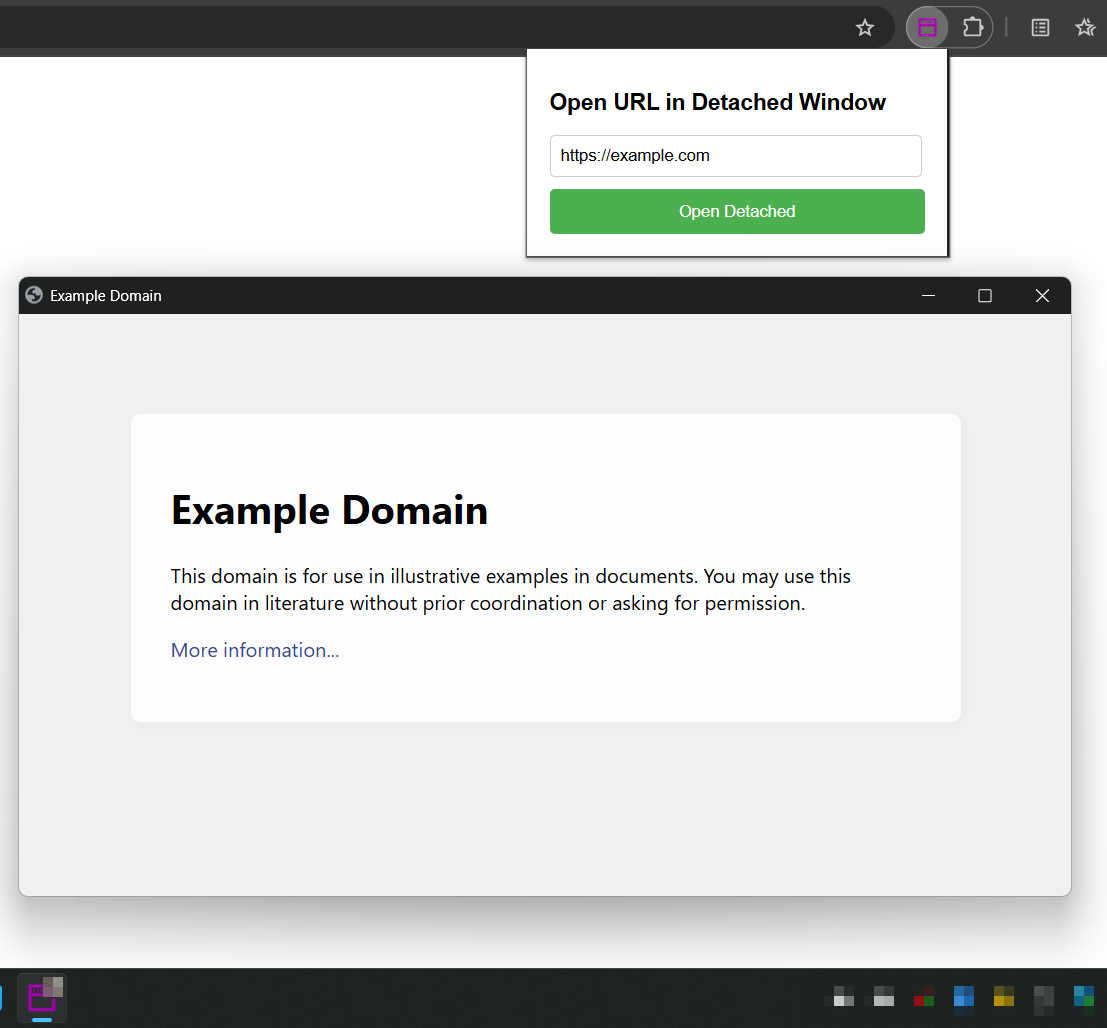 Open URL in Detached Window
https://example.com
Open Detached
Example Domain
Example Domain
This domain is for use in illustrative examples in documents. You may use this
domain in literature without prior coordination or asking for permission.
More information...